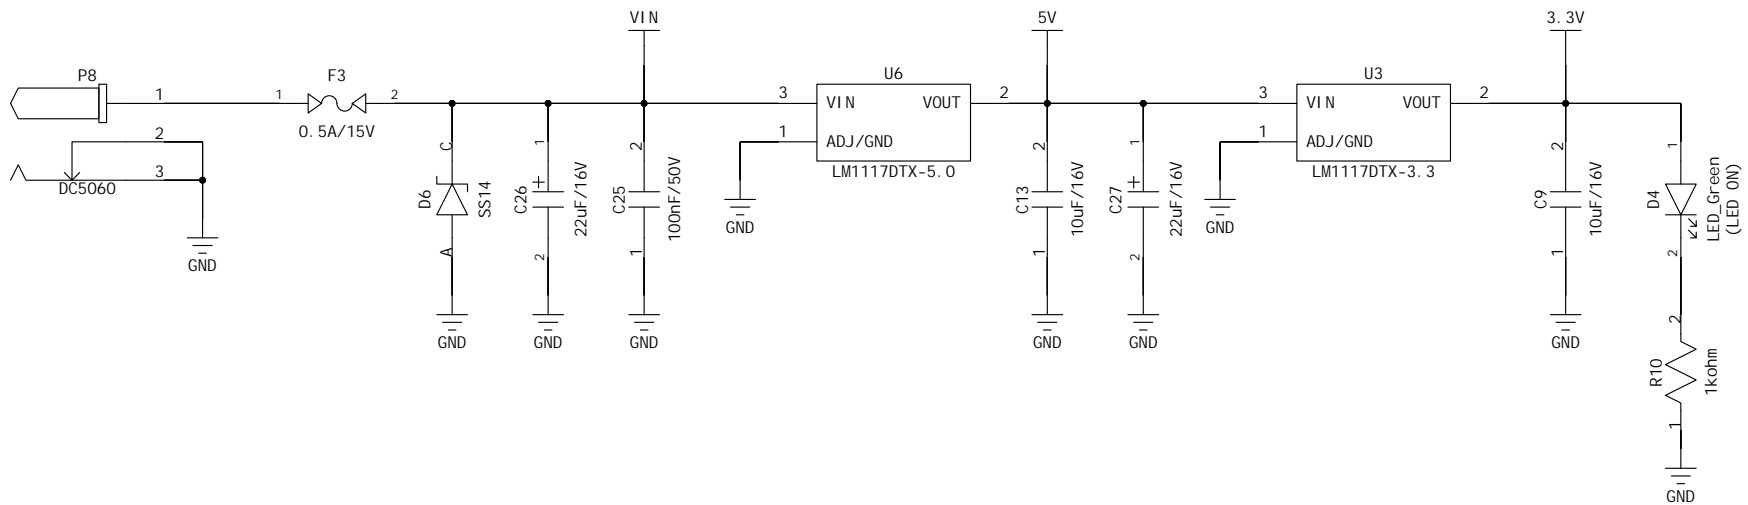 VIN
5V
3.3V
P8
F3
U6
U3
1
1
2
3
VIN
VOUT
2
3
VIN
VOUT
2
0.5A/15V
2
1
ADJ/GND
1
ADJ/GND
LM1117DTX-5.0
LM1117DTX-3.3
3
DC5060
GND
C
D6
SS14
A
GND
1
+
C26
22uF/16V
2
GND
2
C25
100nF/50V
1
GND
GND
2
C13
10uF/16V
1
GND
1
+
C27
22uF/16V
2
GND
GND
2
C9
10uF/16V
1
GND
1
D4
LED_Green
(LED ON)
2
2
R10
1kohm
1
GND